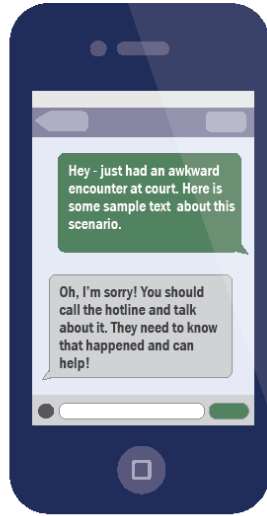 Hey - just had an awkward
encounter at court. Here is
some sample text about this
scenario.
Oh, I'm sorry! You should
call the hotline and talk
about it. They need to know
that happened and can
help!